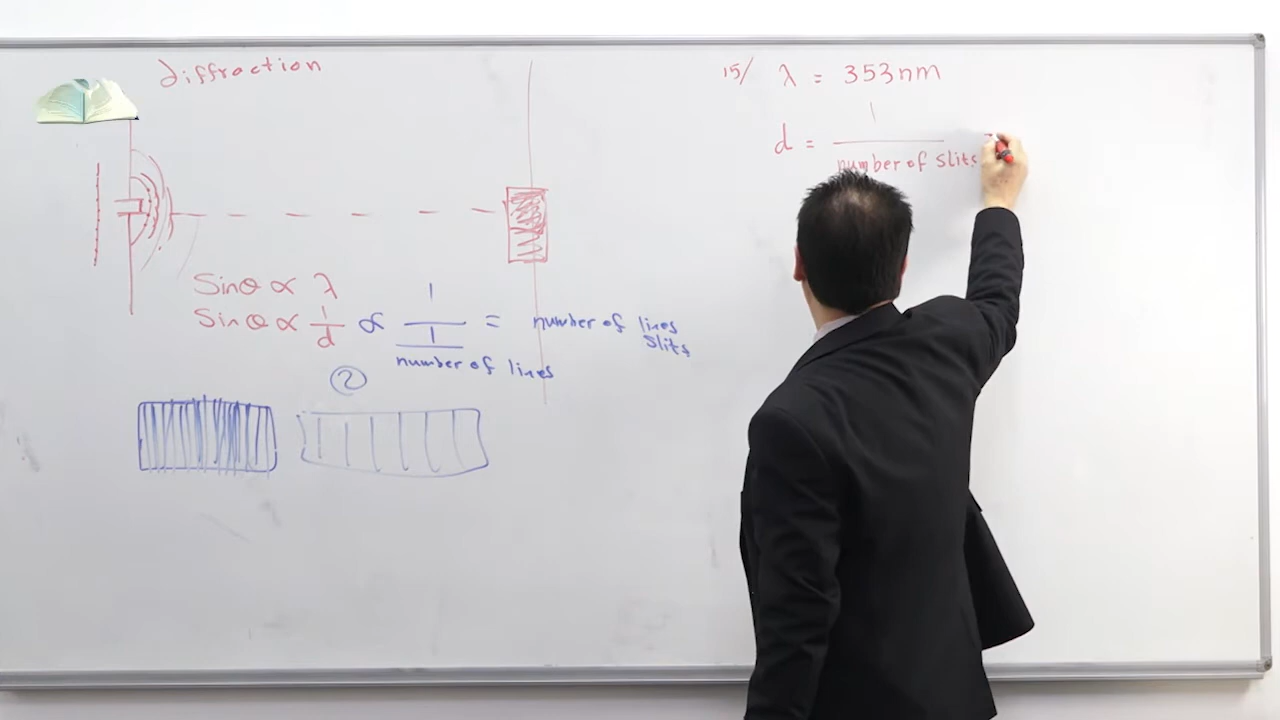 diffraction
Sinθ ∝ λ
Sinθ ∝ 1/d ∝ 1/(1/number of lines) = number of lines
slits
2
15/ λ = 353nm
d = 1/number of slits =